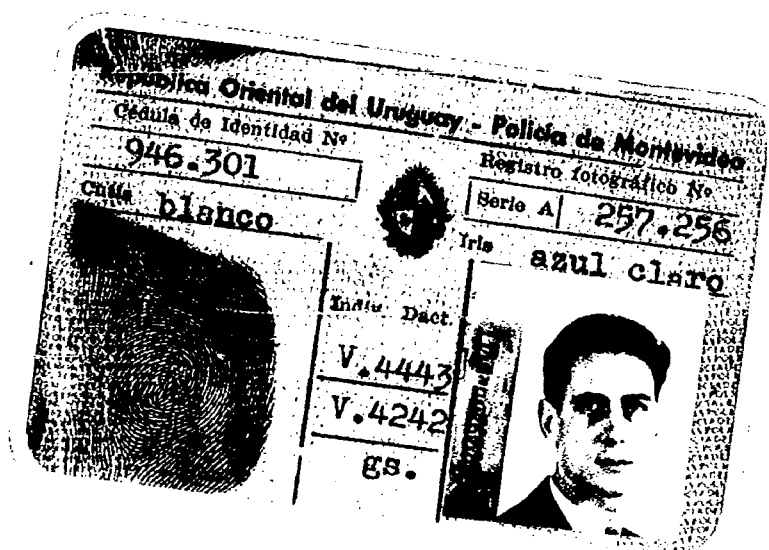 República Oriental del Uruguay - Policía de Montevideo
Cédula de Identidad Nº
946.301
Registro fotográfico Nº
Serie A 257.256
Cutis blanco
Iris azul claro
Indiv. Dact.
V.4443
V.4242
gs.